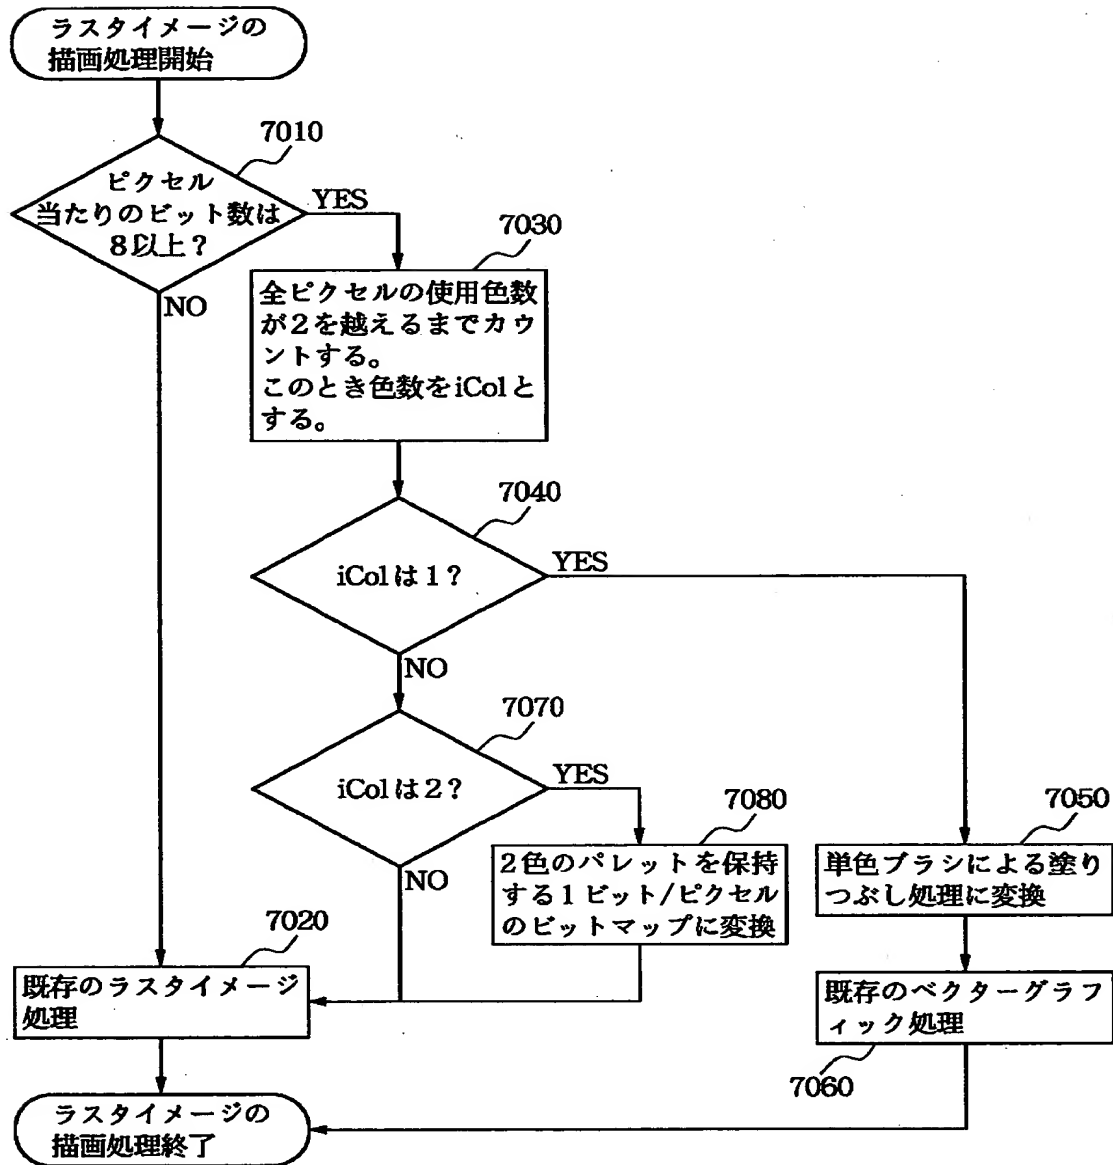 ラスタイメージの
描画処理開始
7010
ピクセル
当たりのビット数は
8以上？
YES
NO
7030
全ピクセルの使用色数
が2を越えるまでカウ
ントする。
このとき色数をiColと
する。
7040
iColは1？
YES
NO
7070
iColは2？
YES
NO
7080
2色のパレットを保持
する1ビット/ピクセル
のビットマップに変換
7050
単色ブラシによる塗り
つぶし処理に変換
7020
既存のラスタイメージ
処理
既存のベクターグラフ
ィック処理
7060
ラスタイメージの
描画処理終了